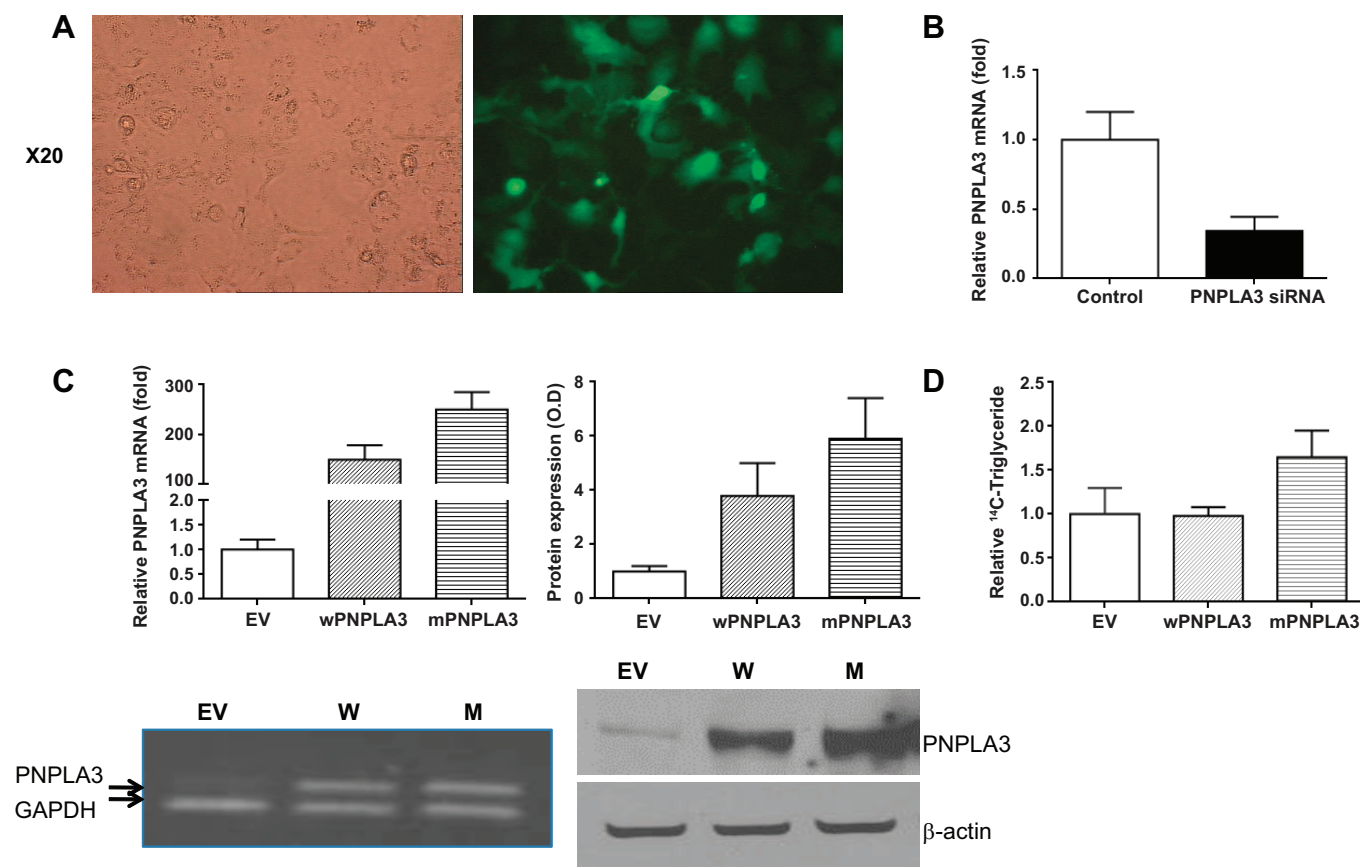 A
X20
B
Relative PNPLA3 mRNA (fold)
1.5
1.0
0.5
0.0
Control
PNPLA3 siRNA
C
Relative PNPLA3 mRNA (fold)
300
200
100
2.0
1.5
1.0
0.5
0.0
EV
wPNPLA3
mPNPLA3
Protein expression (O.D)
8
6
4
2
0
EV
wPNPLA3
mPNPLA3
D
Relative ¹⁴C-Triglyceride
2.5
2.0
1.5
1.0
0.5
0.0
EV
wPNPLA3
mPNPLA3
EV
W
M
PNPLA3
GAPDH
EV
W
M
PNPLA3
β-actin